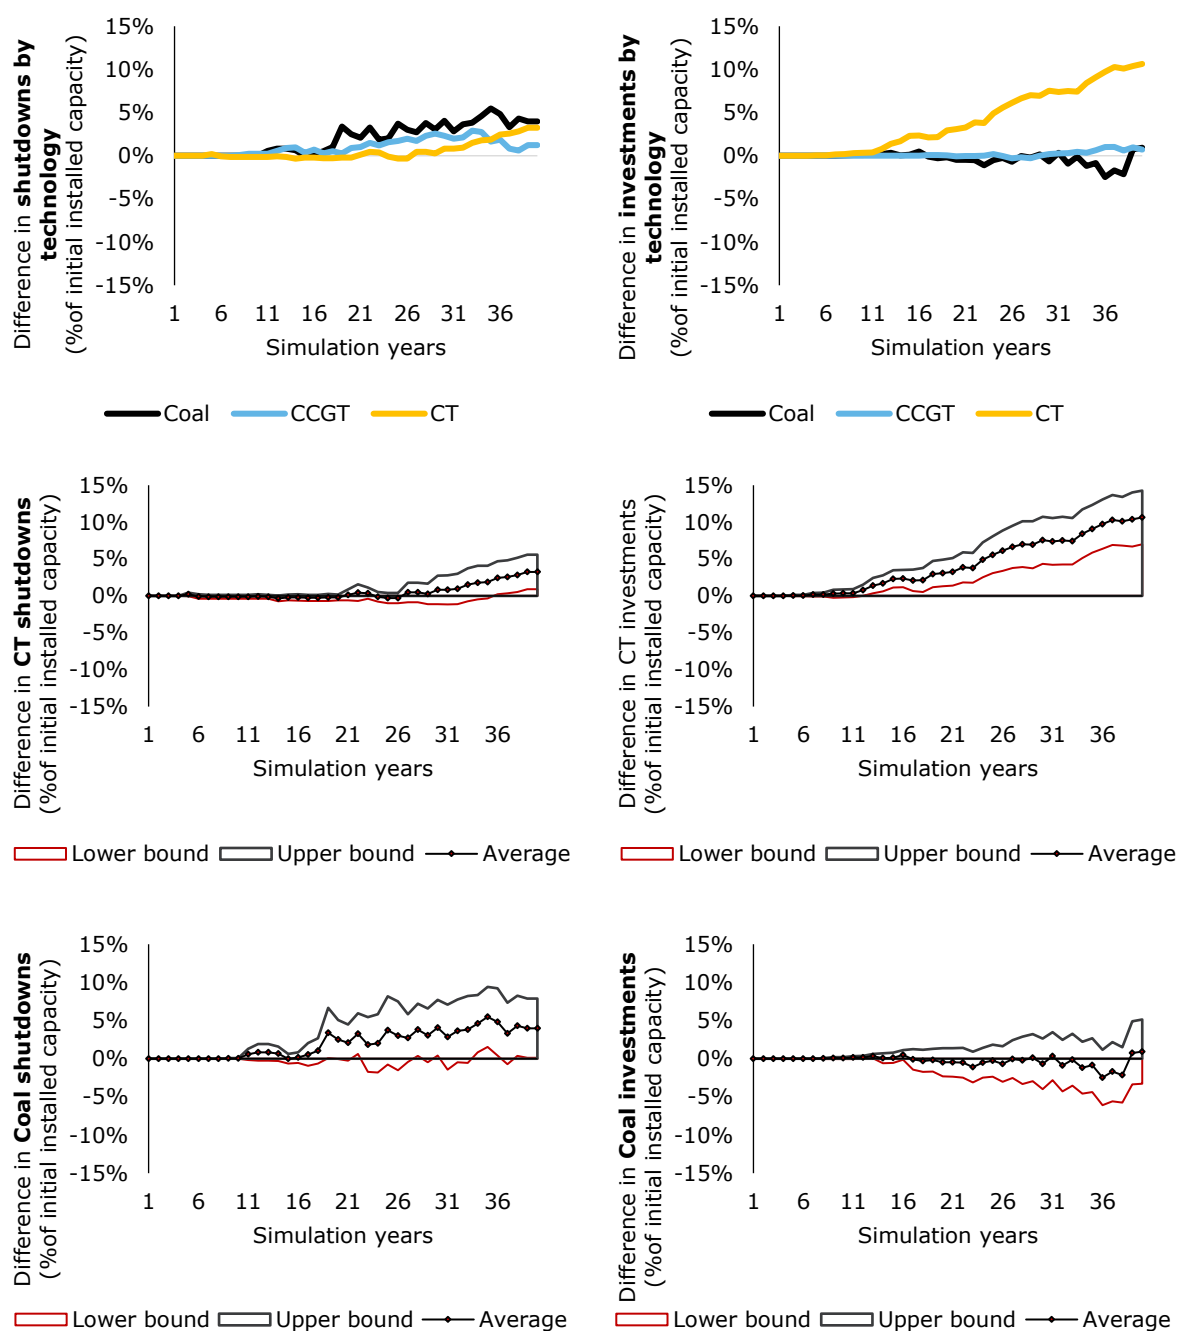 Difference in shutdowns by
technology
(%of initial installed capacity)
15%
10%
5%
0%
-5%
-10%
-15%
1 6 11 16 21 26 31 36
Simulation years
Coal CCGT CT
Difference in investments by
technology
(%of initial installed capacity)
15%
10%
5%
0%
-5%
-10%
-15%
1 6 11 16 21 26 31 36
Simulation years
Coal CCGT CT
Difference in CT shutdowns
(%of initial installed capacity)
15%
10%
5%
0%
-5%
-10%
-15%
1 6 11 16 21 26 31 36
Simulation years
Lower bound Upper bound Average
Difference in CT investments
(%of initial installed capacity)
15%
10%
5%
0%
-5%
-10%
-15%
1 6 11 16 21 26 31 36
Simulation years
Lower bound Upper bound Average
Difference in Coal shutdowns
(%of initial installed capacity)
15%
10%
5%
0%
-5%
-10%
-15%
1 6 11 16 21 26 31 36
Simulation years
Lower bound Upper bound Average
Difference in Coal investments
(%of initial installed capacity)
15%
10%
5%
0%
-5%
-10%
-15%
1 6 11 16 21 26 31 36
Simulation years
Lower bound Upper bound Average